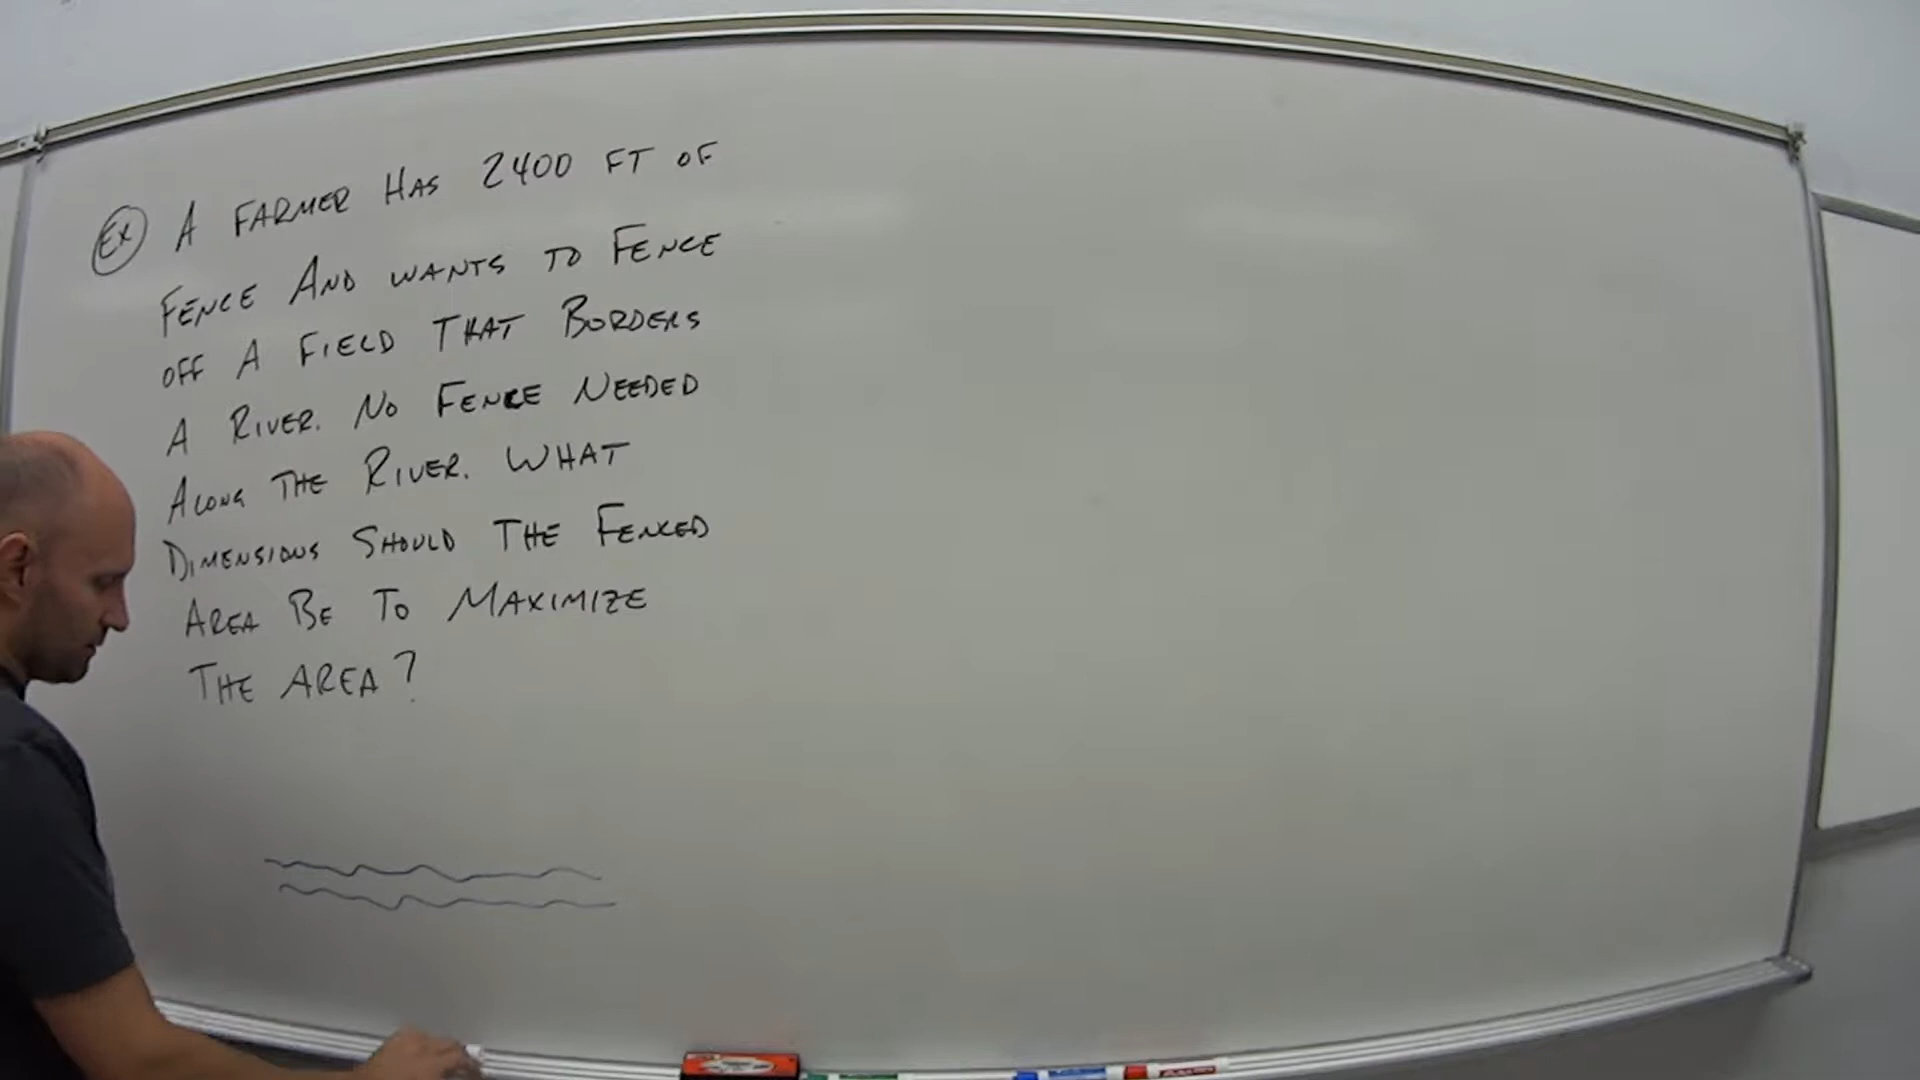 EX A FARMER HAS 2400 FT OF
FENCE AND WANTS TO FENCE
OFF A FIELD THAT BORDERS
A RIVER. NO FENCE NEEDED
ALONG THE RIVER. WHAT
DIMENSIONS SHOULD THE FENCED
AREA BE TO MAXIMIZE
THE AREA?